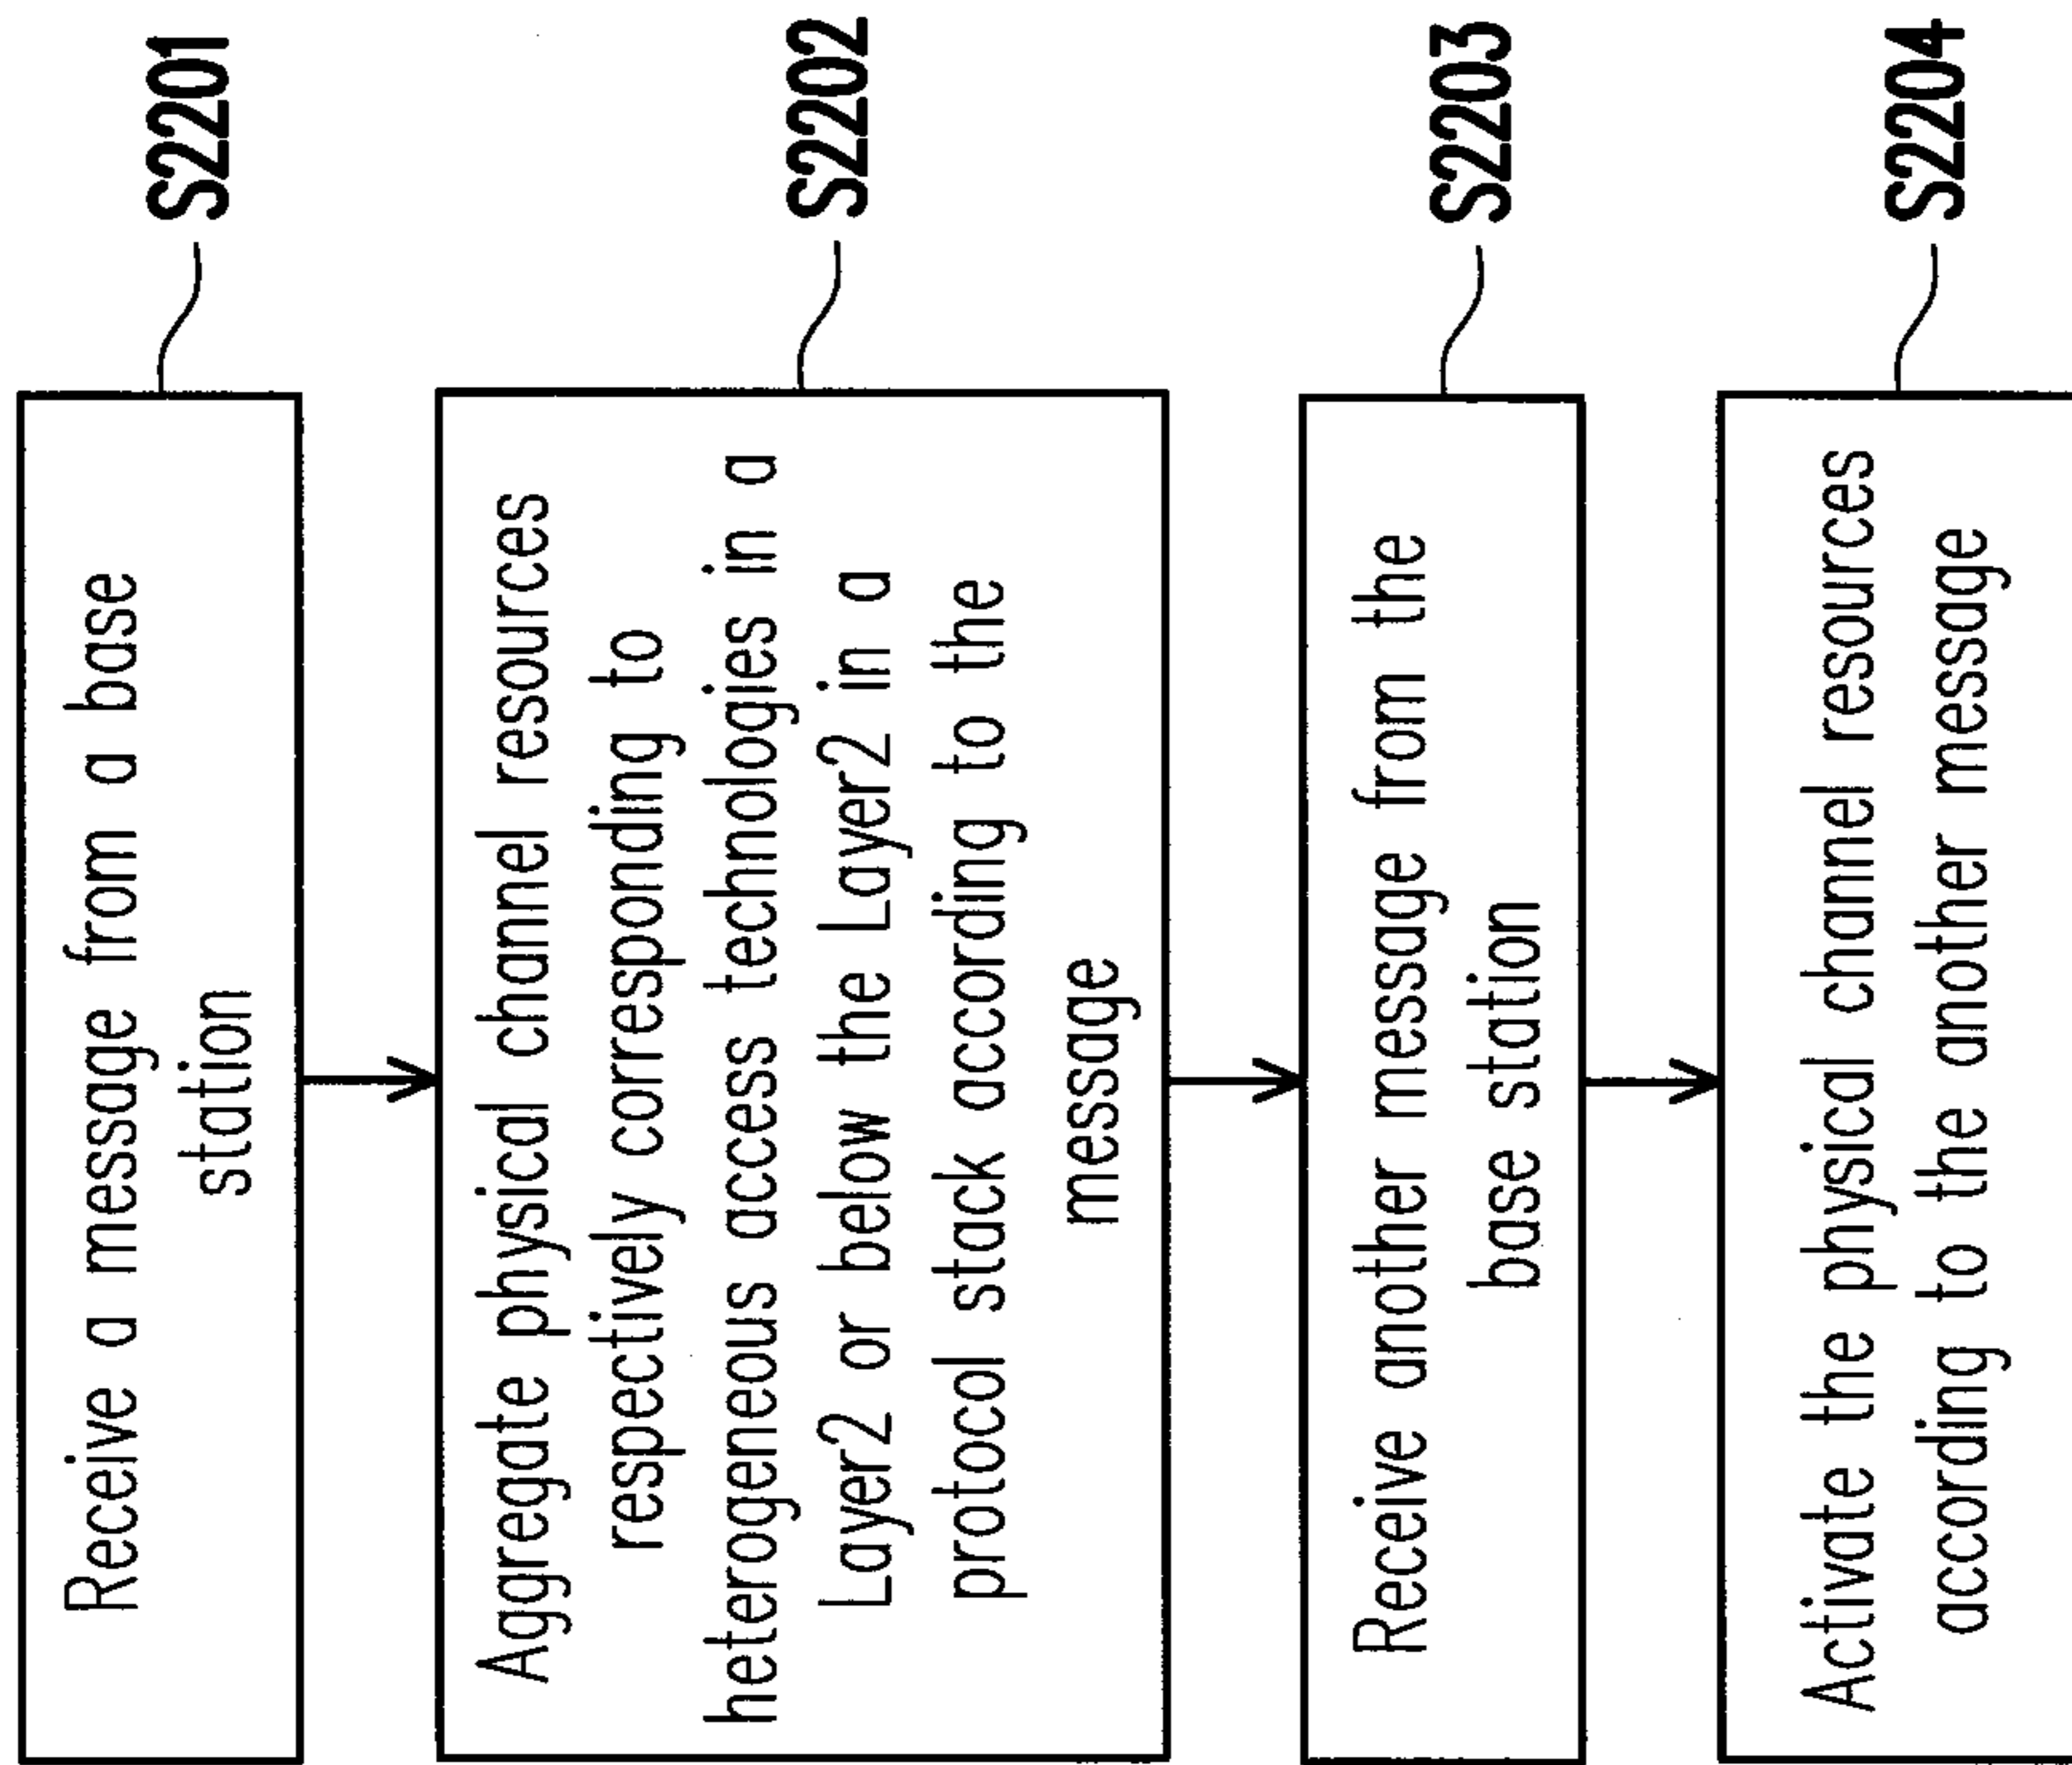 Receive a message from a base
station
S2201
Aggregate physical channel resources
respectively corresponding to
heterogeneous access technologies in a
Layer2 or below the Layer2 in a
protocol stack according to the
message
S2202
Receive another message from the
base station
S2203
Activate the physical channel resources
according to the another message
S2204